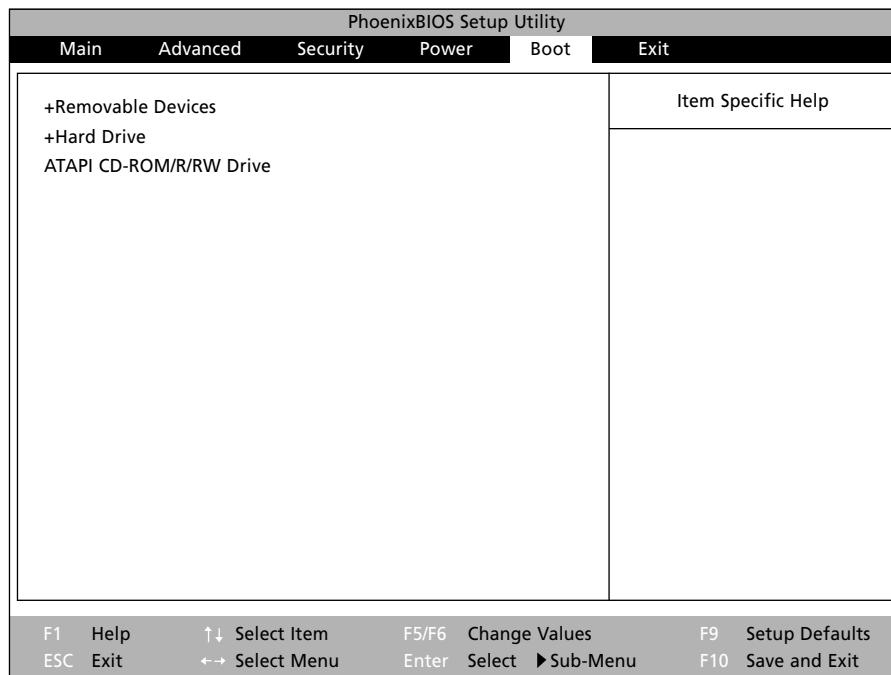 PhoenixBIOS Setup Utility
Main Advanced Security Power Boot Exit
+Removable Devices
+Hard Drive
ATAPI CD-ROM/R/RW Drive
Item Specific Help
F1 Help ↑↓ Select Item F5/F6 Change Values F9 Setup Defaults
ESC Exit ←→ Select Menu Enter Select ▶Sub-Menu F10 Save and Exit